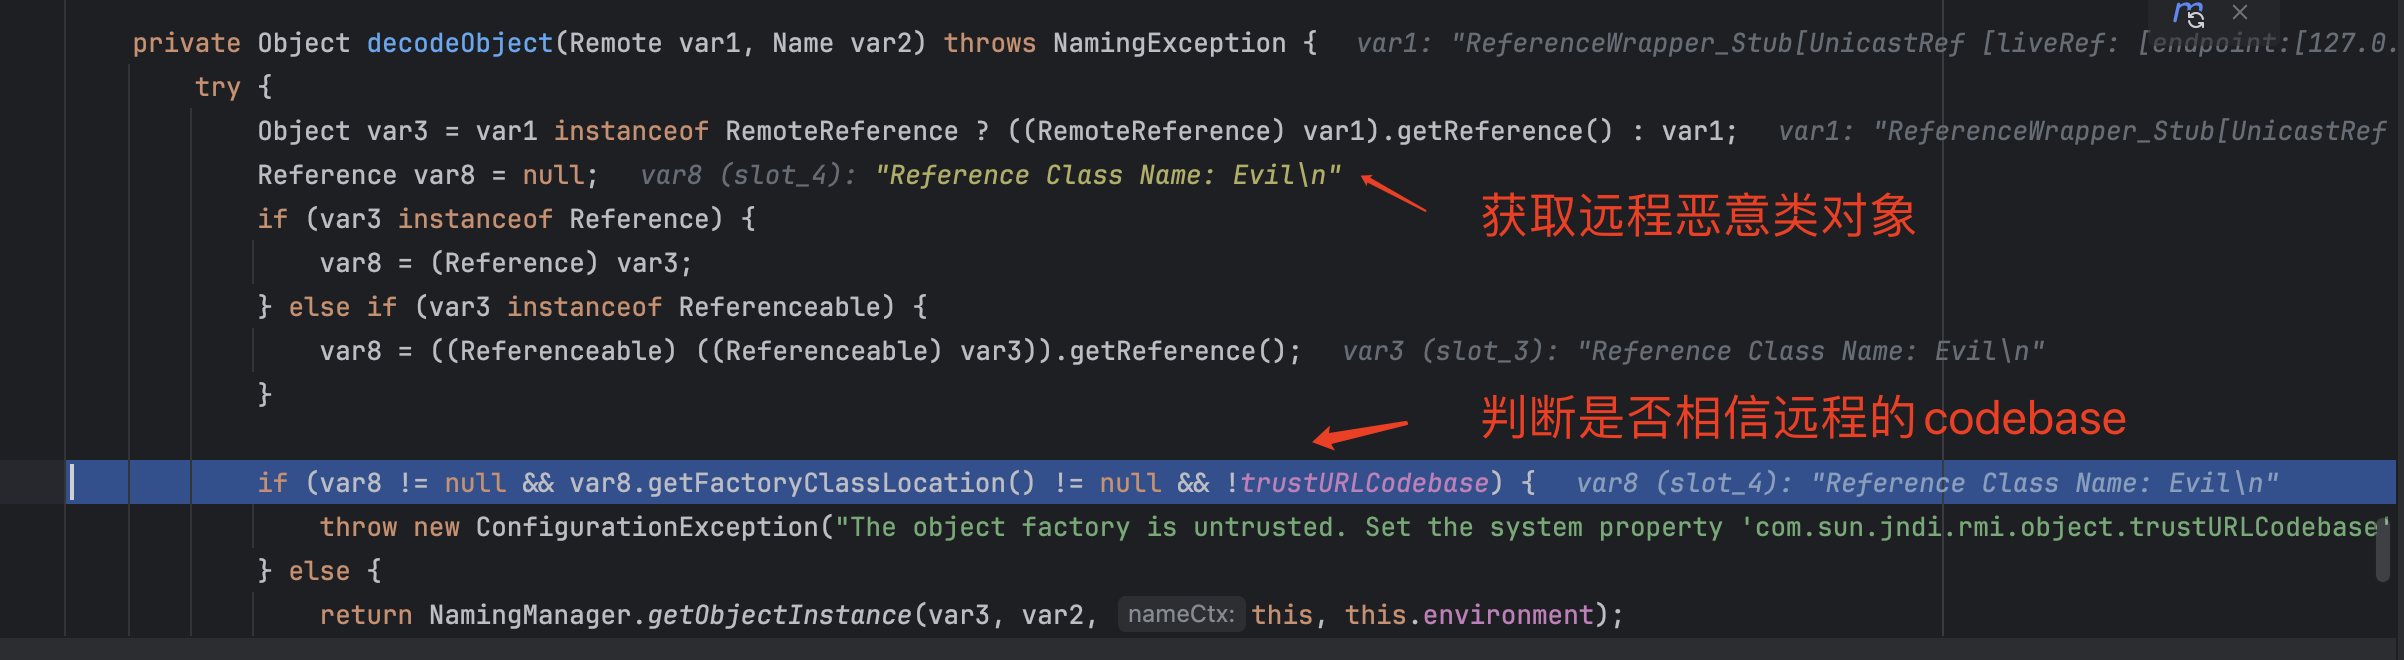 private Object decodeObject(Remote var1, Name var2) throws NamingException {   var1: "ReferenceWrapper_Stub[UnicastRef [liveRef: [endpoint:[127.0.
try {
Object var3 = var1 instanceof RemoteReference ? ((RemoteReference) var1).getReference() : var1;   var1: "ReferenceWrapper_Stub[UnicastRef
Reference var8 = null;   var8 (slot_4): "Reference Class Name: Evil\n"
获取远程恶意类对象
if (var3 instanceof Reference) {
var8 = (Reference) var3;
} else if (var3 instanceof Referenceable) {
var8 = ((Referenceable) ((Referenceable) var3)).getReference();   var3 (slot_3): "Reference Class Name: Evil\n"
}
判断是否相信远程的codebase
if (var8 != null && var8.getFactoryClassLocation() != null && !trustURLCodebase) {   var8 (slot_4): "Reference Class Name: Evil\n"
throw new ConfigurationException("The object factory is untrusted. Set the system property 'com.sun.jndi.rmi.object.trustURLCodebase'
} else {
return NamingManager.getObjectInstance(var3, var2, nameCtx: this, this.environment);